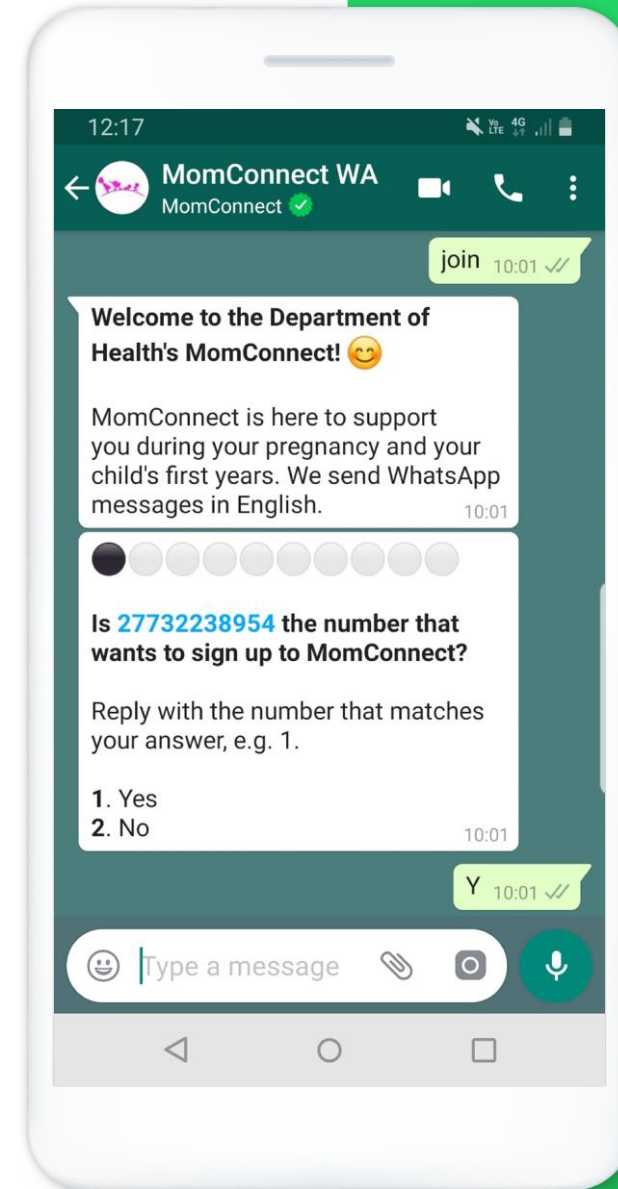 12:17
Vo LTE 4G
MomConnect WA
MomConnect
join 10:01
Welcome to the Department of
Health's MomConnect! 😊
MomConnect is here to support
you during your pregnancy and your
child's first years. We send WhatsApp
messages in English.
10:01
Is 27732238954 the number that
wants to sign up to MomConnect?
Reply with the number that matches
your answer, e.g. 1.
1. Yes
2. No
10:01
Y 10:01
Type a message